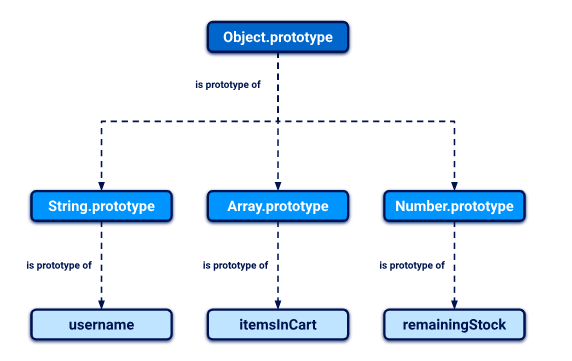 Object.prototype
is prototype of
String.prototype
Array.prototype
Number.prototype
is prototype of
is prototype of
is prototype of
username
itemsInCart
remainingStock